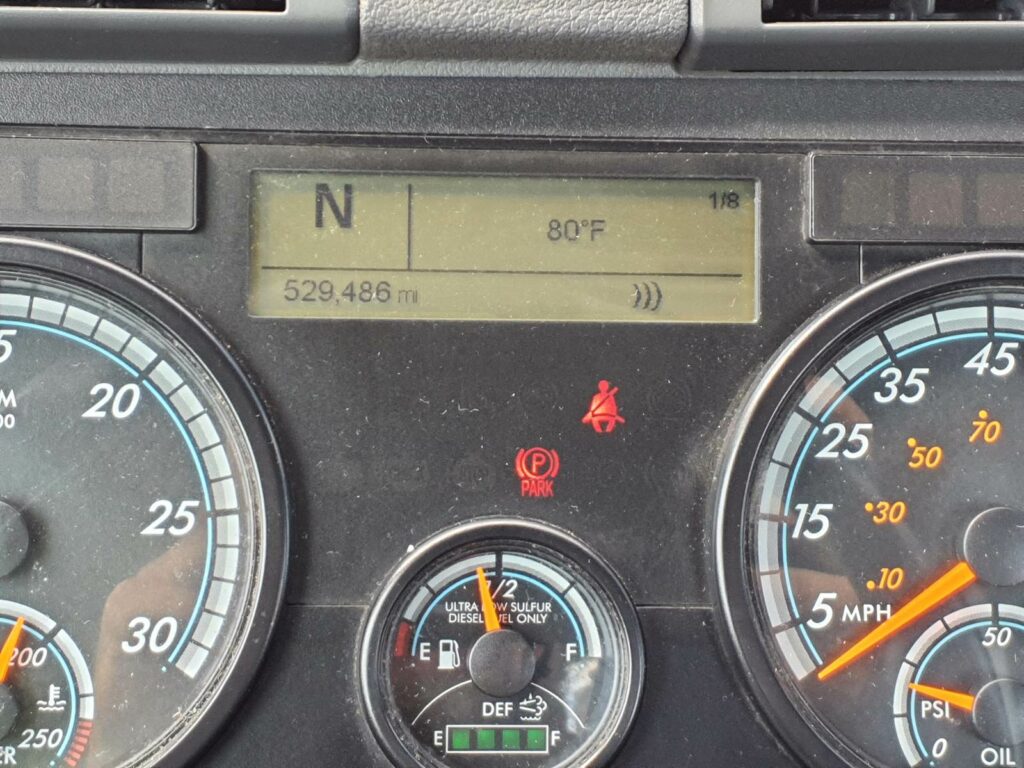 N
1/8
80°F
529,486 mi
20
25
30
200
250
P
PARK
1/2
ULTRA LOW SULFUR
DIESEL FUEL ONLY
E
F
DEF
E
F
45
35
25
15
5 MPH
70
50
30
10
50
PSI
0
OIL